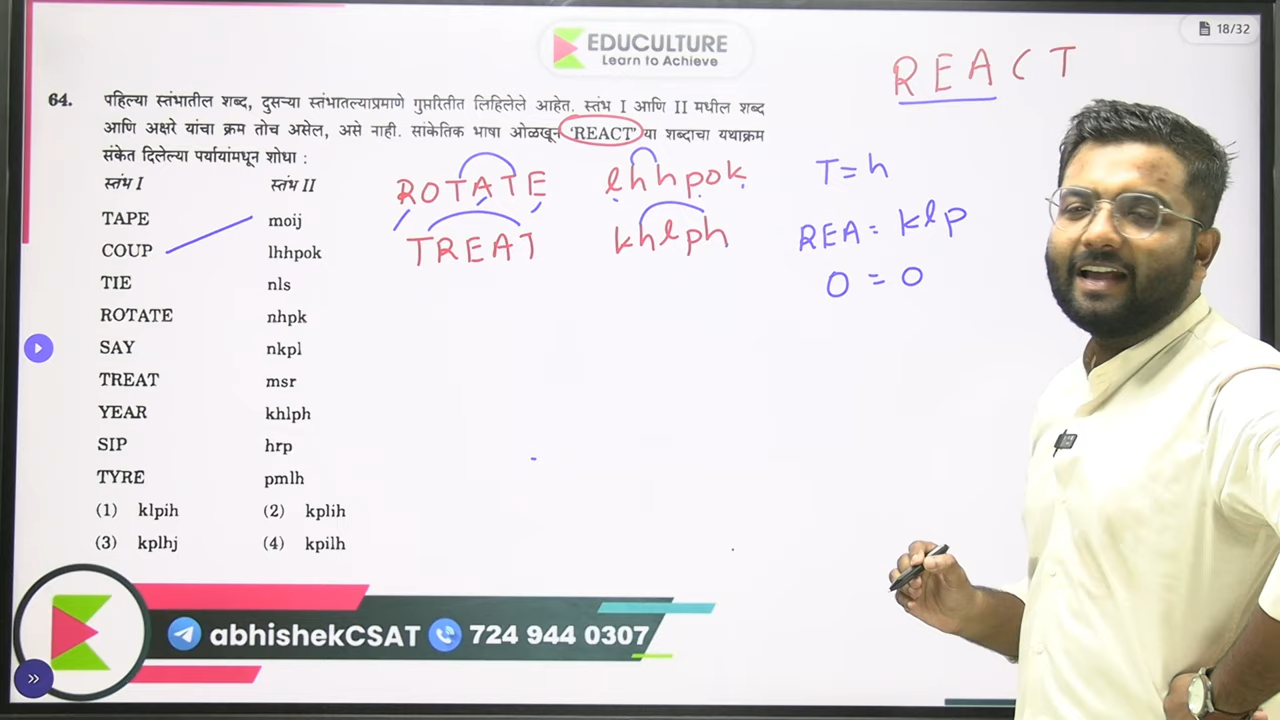 18/32
EDUCULTURE
Learn to Achieve
REACT
64. पहिल्या स्तंभातील शब्द, दुसऱ्या स्तंभातल्याप्रमाणे गुप्तरितीत लिहिलेले आहेत. स्तंभ I आणि II मधील शब्द
आणि अक्षरे यांचा क्रम तोच असेल, असे नाही. सांकेतिक भाषा ओळखून 'REACT' या शब्दाचा यथाक्रम
संकेत दिलेल्या पर्यायांमधून शोधा :
स्तंभ I स्तंभ II
ROTATE lhhpok T=h
TAPE moij
TREAT khlph REA = klp
COUP lhhpok
O = O
TIE nls
ROTATE nhpk
SAY nkpl
TREAT msr
YEAR khlph
SIP hrp
TYRE pmlh
(1) klpih (2) kplih
(3) kplhj (4) kpilh
abhishekCSAT 724 944 0307